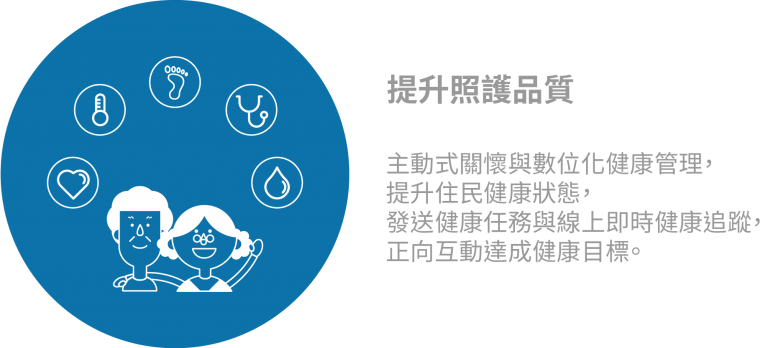 提升照護品質
主動式關懷與數位化健康管理，
提升住民健康狀態，
發送健康任務與線上即時健康追蹤，
正向互動達成健康目標。